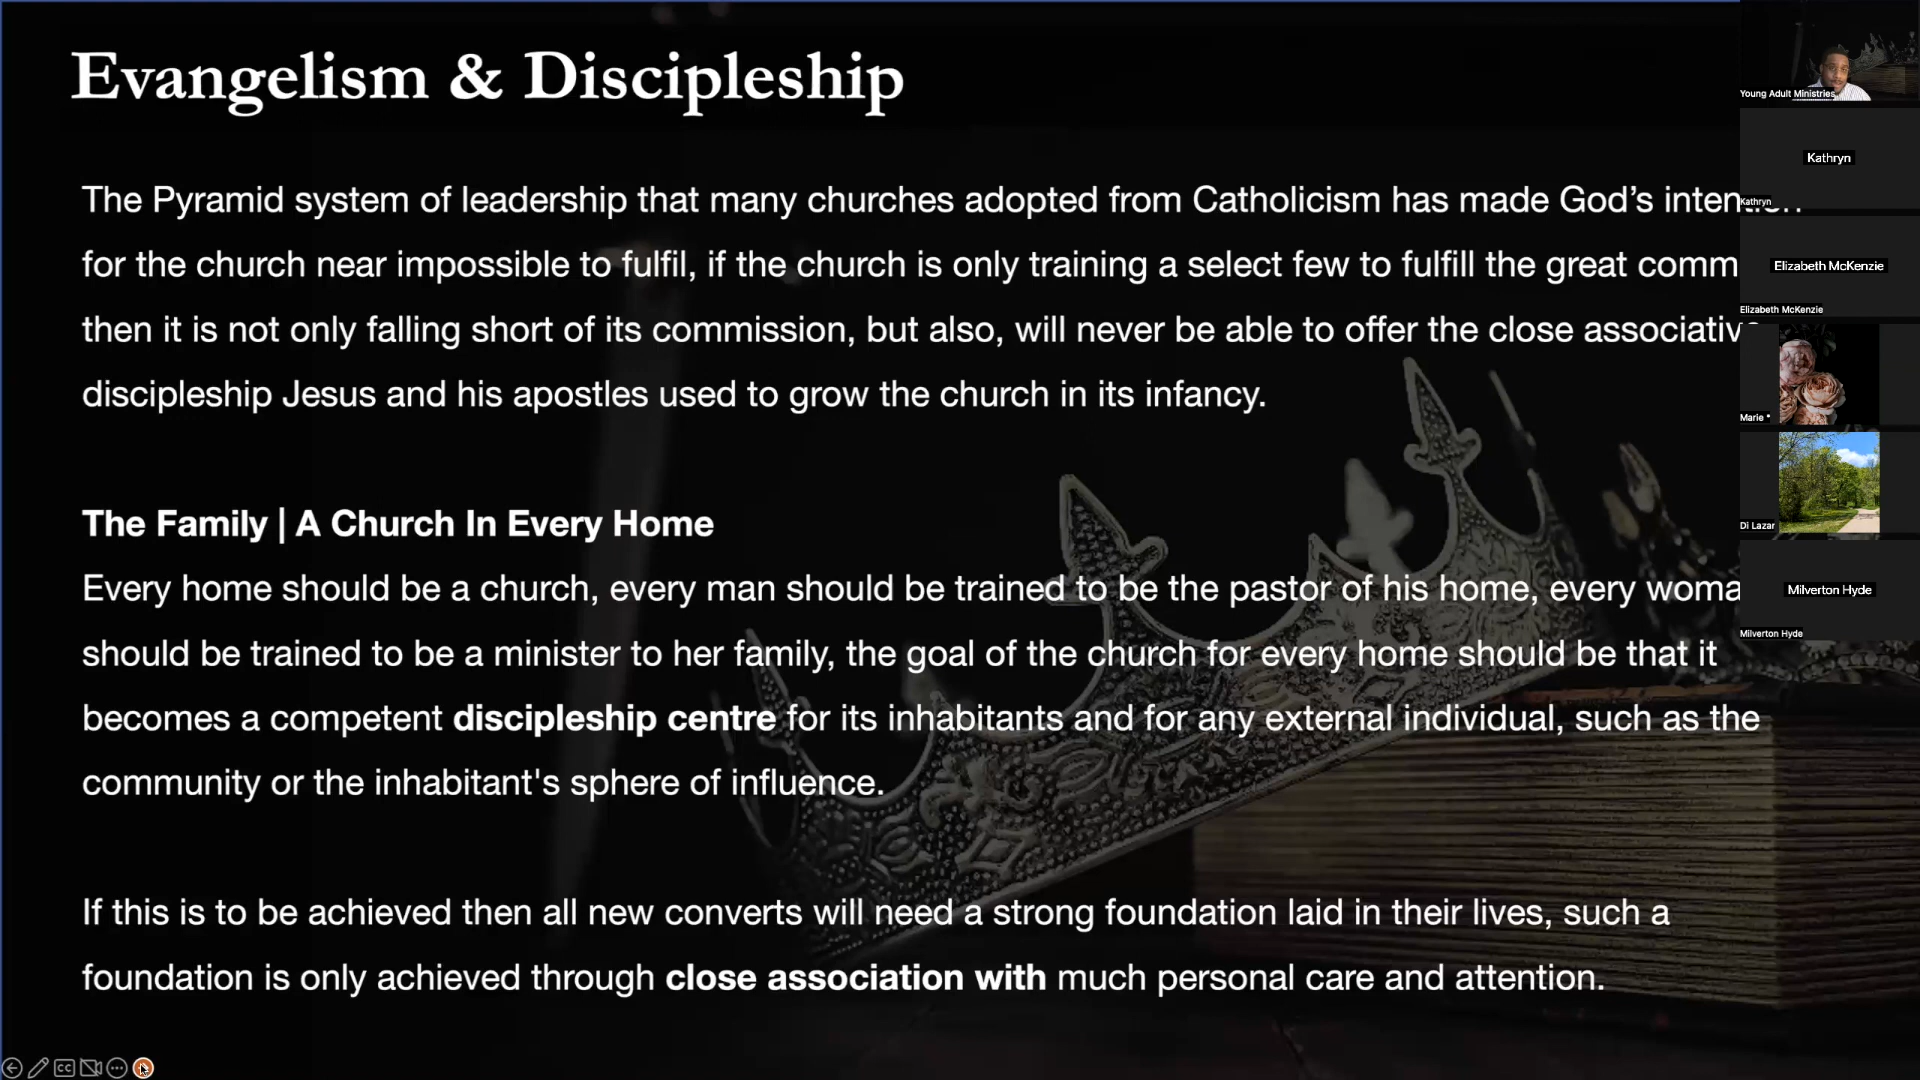 Evangelism & Discipleship
The Pyramid system of leadership that many churches adopted from Catholicism has made God’s intention
for the church near impossible to fulfil, if the church is only training a select few to fulfill the great comm
then it is not only falling short of its commission, but also, will never be able to offer the close associative
discipleship Jesus and his apostles used to grow the church in its infancy.
The Family | A Church In Every Home
Every home should be a church, every man should be trained to be the pastor of his home, every woma
should be trained to be a minister to her family, the goal of the church for every home should be that it
becomes a competent discipleship centre for its inhabitants and for any external individual, such as the
community or the inhabitant's sphere of influence.
If this is to be achieved then all new converts will need a strong foundation laid in their lives, such a
foundation is only achieved through close association with much personal care and attention.
Young Adult Ministries
Kathryn
Kathryn
Elizabeth McKenzie
Elizabeth McKenzie
Marie *
Di Lazar
Milverton Hyde
Milverton Hyde
CC